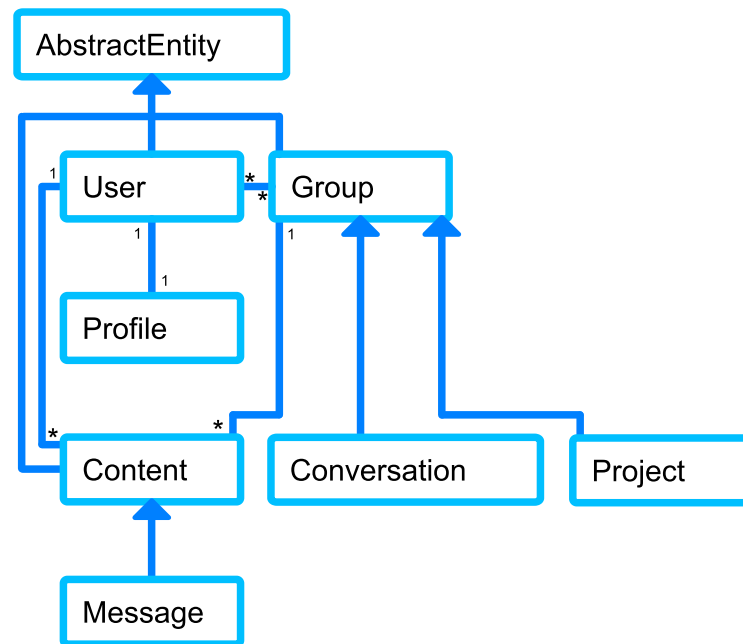 AbstractEntity
1
User
*
*
Group
1
1
1
Profile
*
*
Content
Conversation
Project
Message